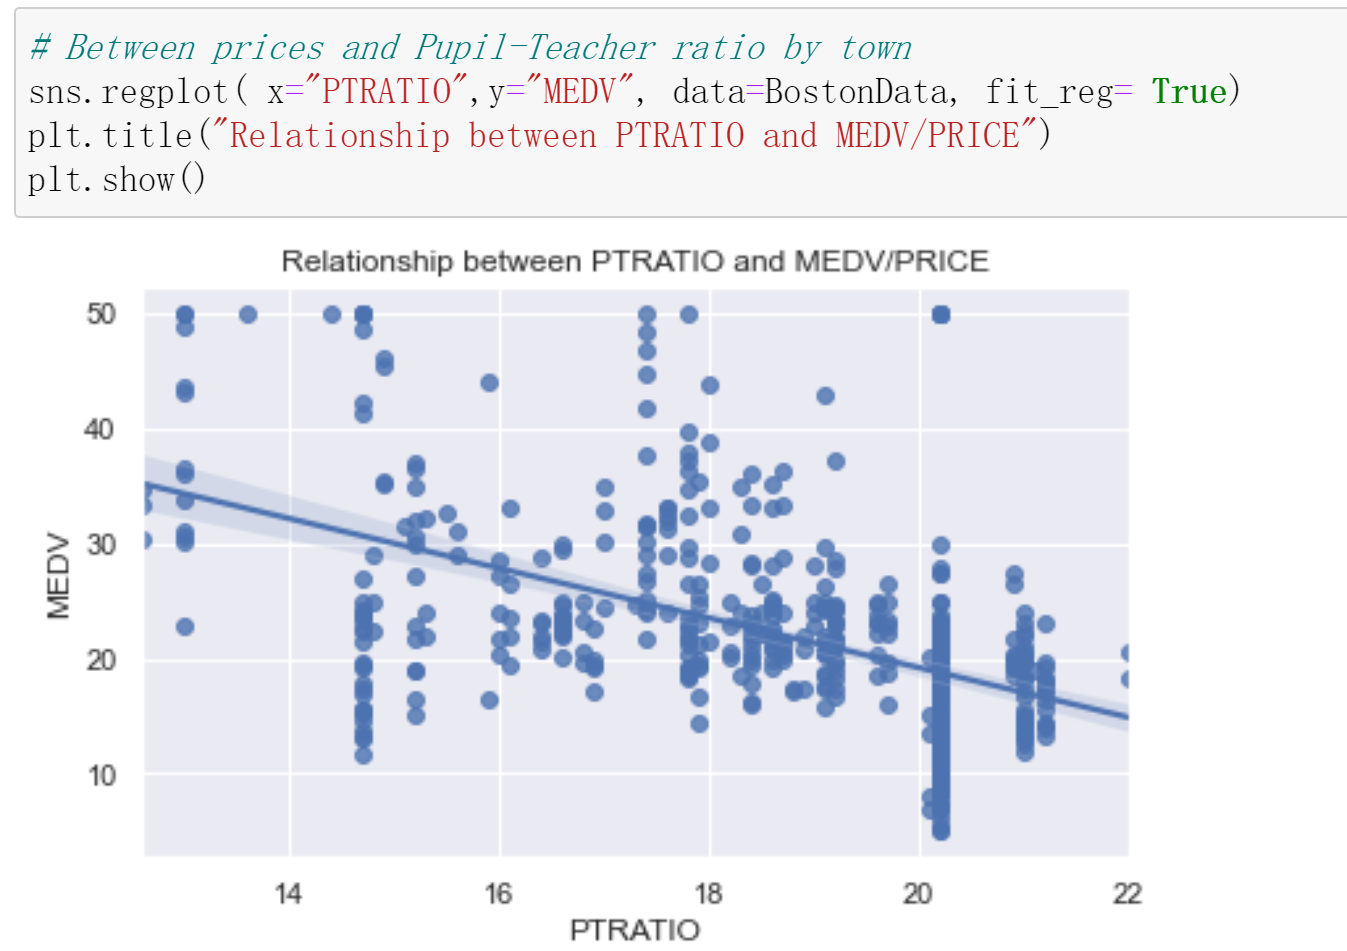 # Between prices and Pupil-Teacher ratio by town
sns.regplot( x="PTRATIO",y="MEDV", data=BostonData, fit_reg= True)
plt.title("Relationship between PTRATIO and MEDV/PRICE")
plt.show()
Relationship between PTRATIO and MEDV/PRICE
50
40
30
20
10
MEDV
14 16 18 20 22
PTRATIO